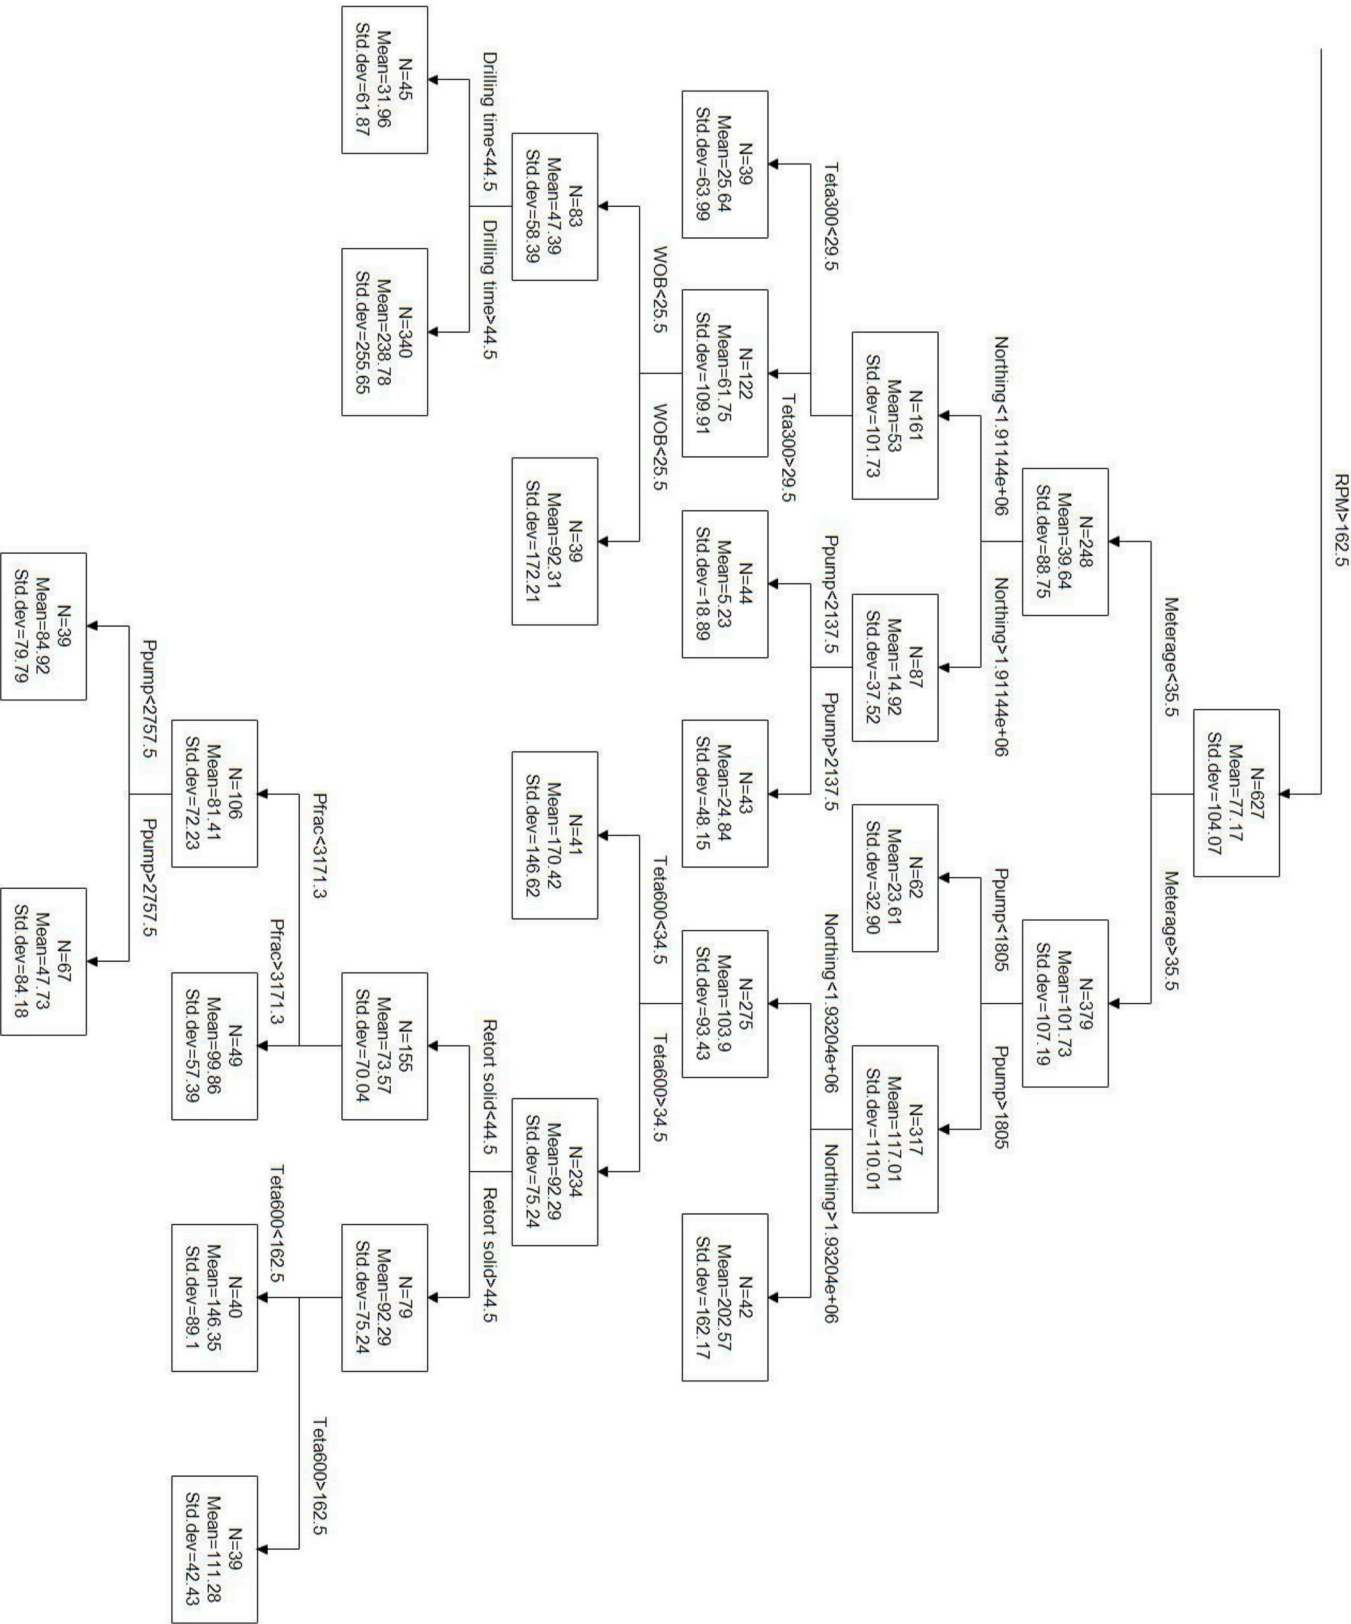 RPM>162.5
N=627
Mean=77.17
Std.dev=104.07
Meterage<35.5
Meterage>35.5
N=248
Mean=39.64
Std.dev=88.75
N=379
Mean=101.73
Std.dev=107.19
Northing<1.91144e+06
Northing>1.91144e+06
Ppump<1805
Ppump>1805
N=161
Mean=53
Std.dev=101.73
N=87
Mean=14.92
Std.dev=37.52
N=62
Mean=23.61
Std.dev=32.90
N=317
Mean=117.01
Std.dev=110.01
Teta300<29.5
Teta300>29.5
Ppump<2137.5
Ppump>2137.5
Northing<1.93204e+06
Northing>1.93204e+06
N=39
Mean=25.64
Std.dev=63.99
N=122
Mean=61.75
Std.dev=109.91
N=44
Mean=5.23
Std.dev=18.89
N=43
Mean=24.84
Std.dev=48.15
N=275
Mean=103.9
Std.dev=93.43
N=42
Mean=202.57
Std.dev=162.17
WOB<25.5
WOB<25.5
Teta600<34.5
Teta600>34.5
N=83
Mean=47.39
Std.dev=58.39
N=39
Mean=92.31
Std.dev=172.21
N=41
Mean=170.42
Std.dev=146.62
N=234
Mean=92.29
Std.dev=75.24
Drilling time<44.5
Drilling time>44.5
Retort solid<44.5
Retort solid>44.5
N=45
Mean=31.96
Std.dev=61.87
N=340
Mean=238.78
Std.dev=255.65
N=155
Mean=73.57
Std.dev=70.04
N=79
Mean=92.29
Std.dev=75.24
Pfrac<3171.3
Pfrac>3171.3
Teta600<162.5
Teta600>162.5
N=106
Mean=81.41
Std.dev=72.23
N=49
Mean=99.86
Std.dev=57.39
N=40
Mean=146.35
Std.dev=89.1
N=39
Mean=111.28
Std.dev=42.43
Ppump<2757.5
Ppump>2757.5
N=39
Mean=84.92
Std.dev=79.79
N=67
Mean=47.73
Std.dev=84.18